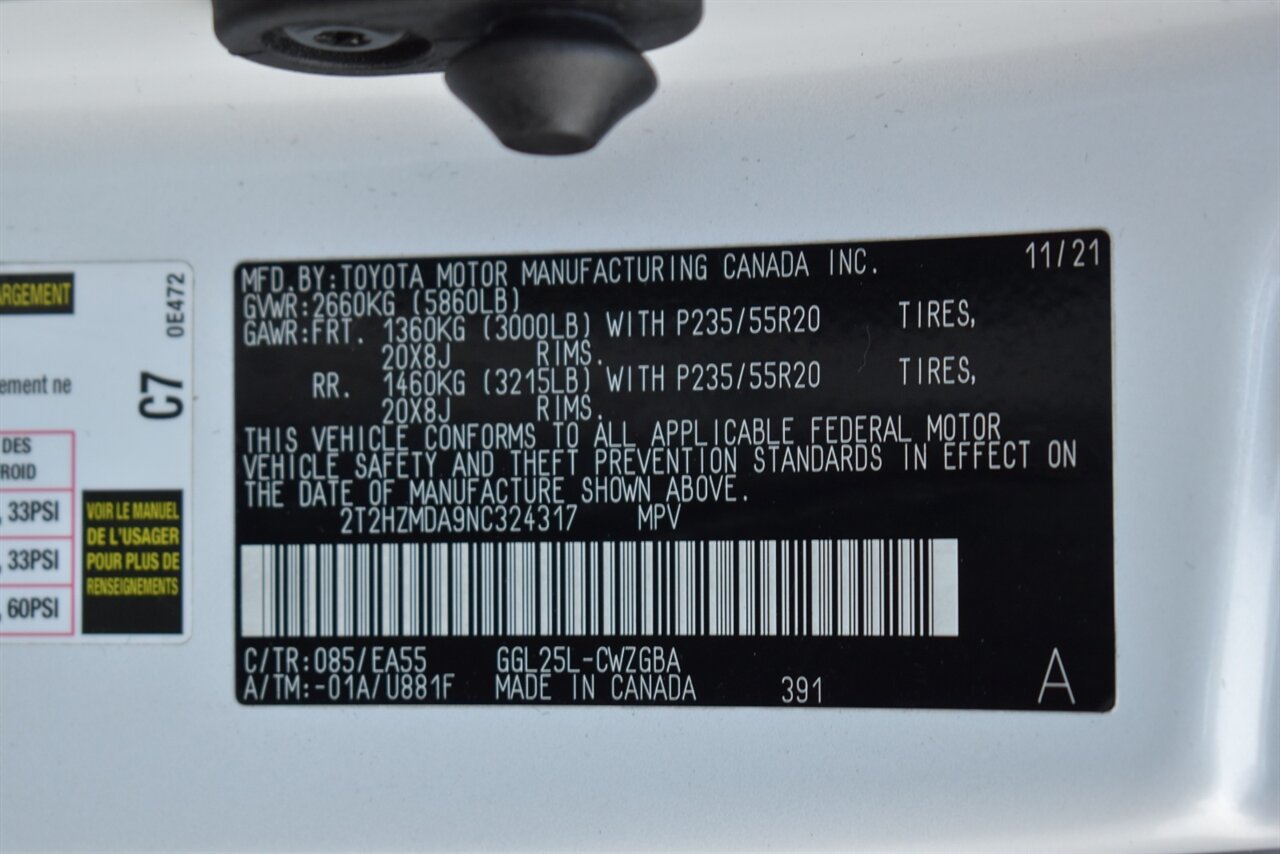 ARGEMENT
ement ne
DES
ROID
, 33PSI
, 33PSI
, 60PSI
0E472
C7
VOIR LE MANUEL
DE L'USAGER
POUR PLUS DE
RENSEIGNEMENTS
MFD.BY:TOYOTA MOTOR MANUFACTURING CANADA INC. 11/21
GVWR:2660KG (5860LB)
GAWR:FRT. 1360KG (3000LB) WITH P235/55R20 TIRES,
20X8J RIMS.
RR. 1460KG (3215LB) WITH P235/55R20 TIRES,
20X8J RIMS.
THIS VEHICLE CONFORMS TO ALL APPLICABLE FEDERAL MOTOR
VEHICLE SAFETY AND THEFT PREVENTION STANDARDS IN EFFECT ON
THE DATE OF MANUFACTURE SHOWN ABOVE.
2T2HZMDA9NC324317 MPV
C/TR:085/EA55 GGL25L-CWZGBA
A/TM:-01A/U881F MADE IN CANADA 391 A